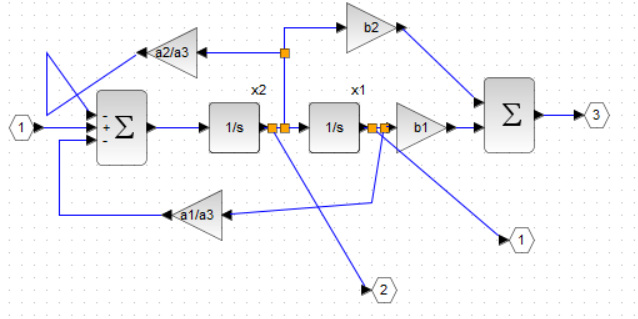 b2
a2/a3
x2
x1
1
-
+
-
Σ
1/s
1/s
b1
Σ
3
a1/a3
1
2